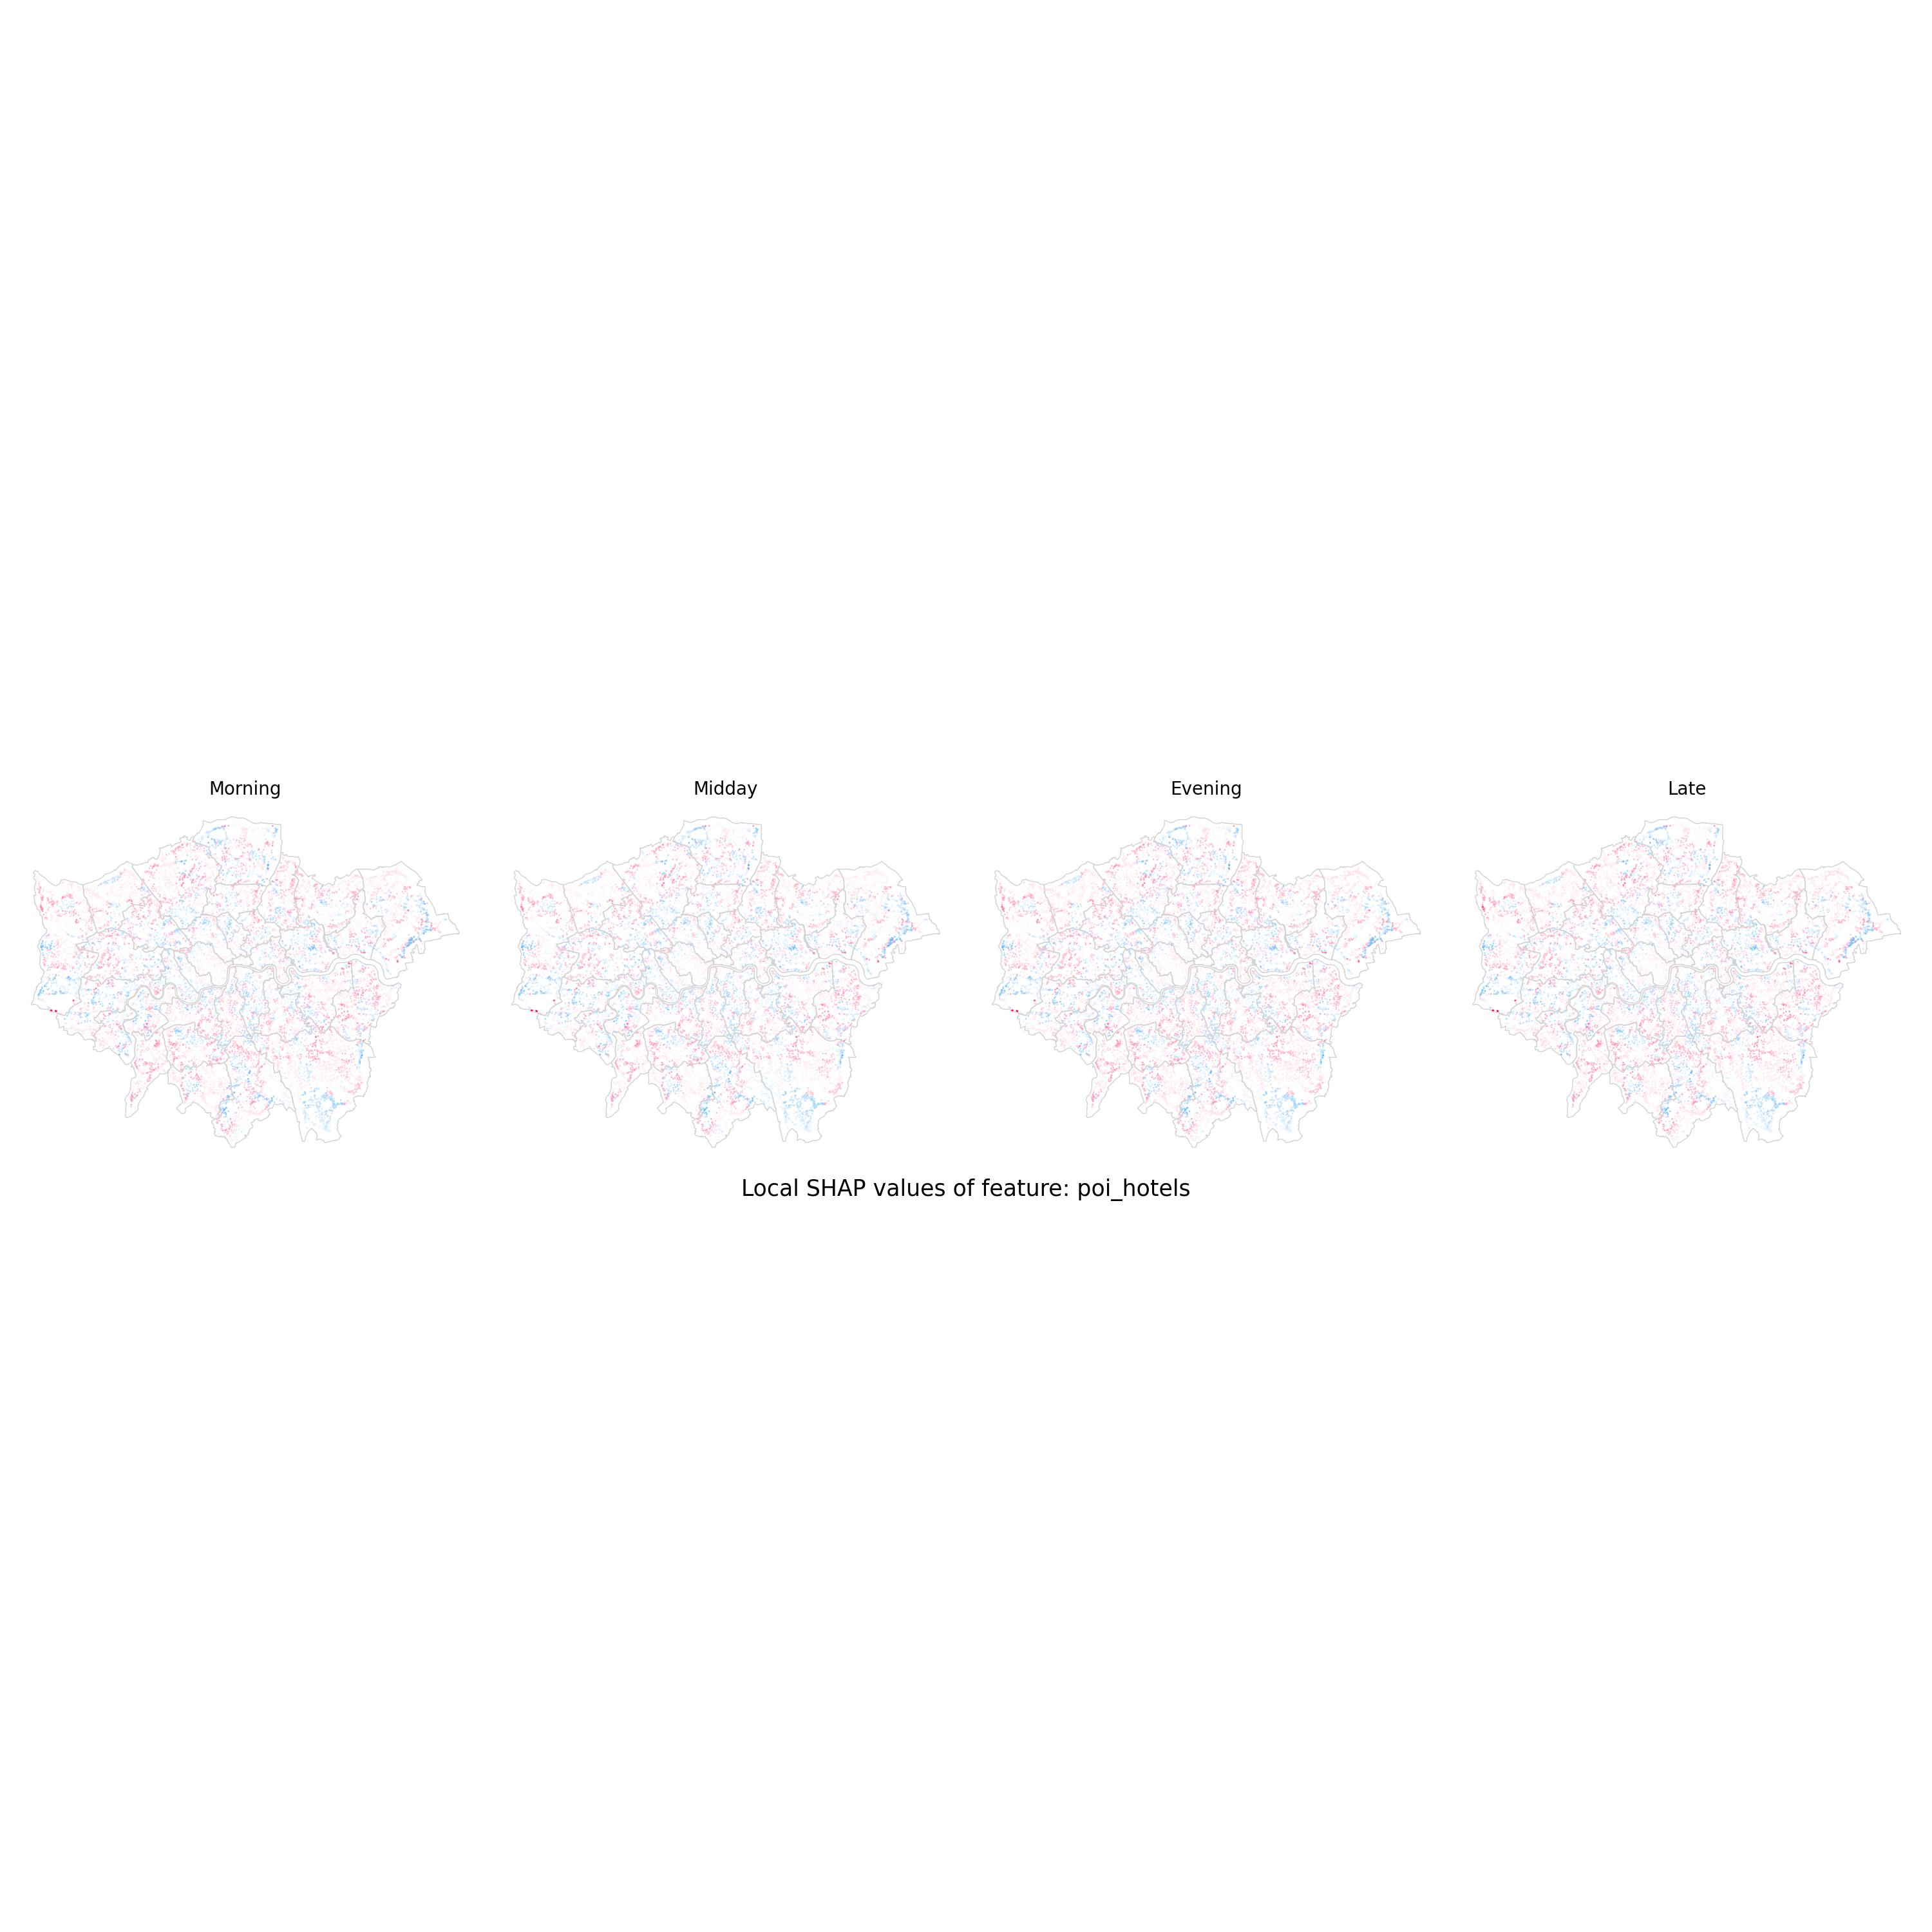 Morning
Midday
Evening
Late
Local SHAP values of feature: poi_hotels